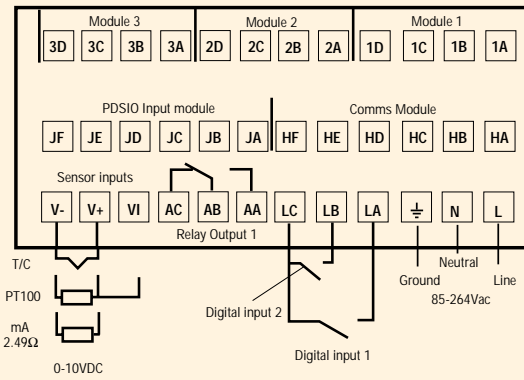 Module 3 Module 2 Module 1
3D 3C 3B 3A 2D 2C 2B 2A 1D 1C 1B 1A
PDSIO Input module Comms Module
JF JE JD JC JB JA HF HE HD HC HB HA
Sensor inputs
V- V+ VI AC AB AA LC LB LA N L
Relay Output 1
T/C
Neutral
Ground Line
85-264Vac
PT100
Digital input 2
mA
2.49Ω
Digital input 1
0-10VDC